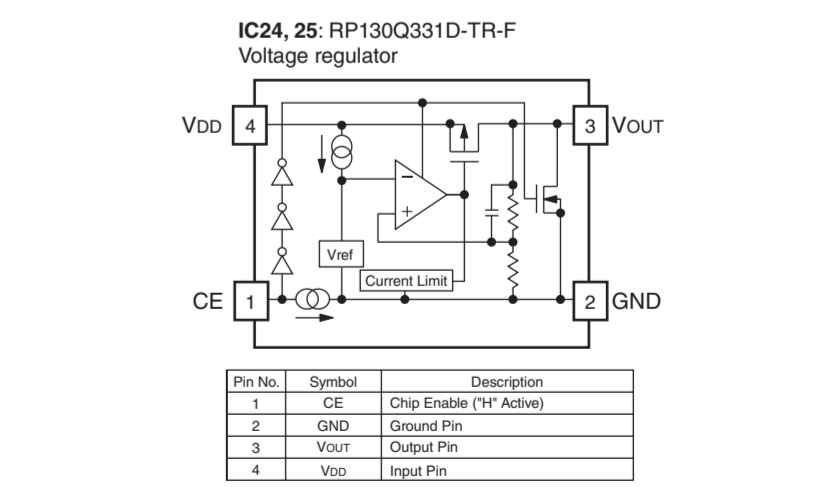 IC24, 25: RP130Q331D-TR-F
Voltage regulator
VDD 4
3 VOUT
−
+
Vref
Current Limit
CE 1
2 GND
Pin No. Symbol Description
1 CE Chip Enable ("H" Active)
2 GND Ground Pin
3 VOUT Output Pin
4 VDD Input Pin